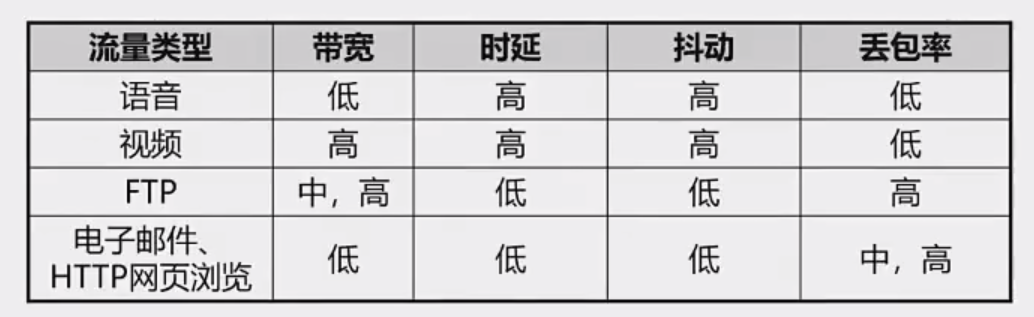 流量类型 带宽 时延 抖动 丢包率
语音 低 高 高 低
视频 高 高 高 低
FTP 中，高 低 低 高
电子邮件、
HTTP网页浏览 低 低 低 中，高